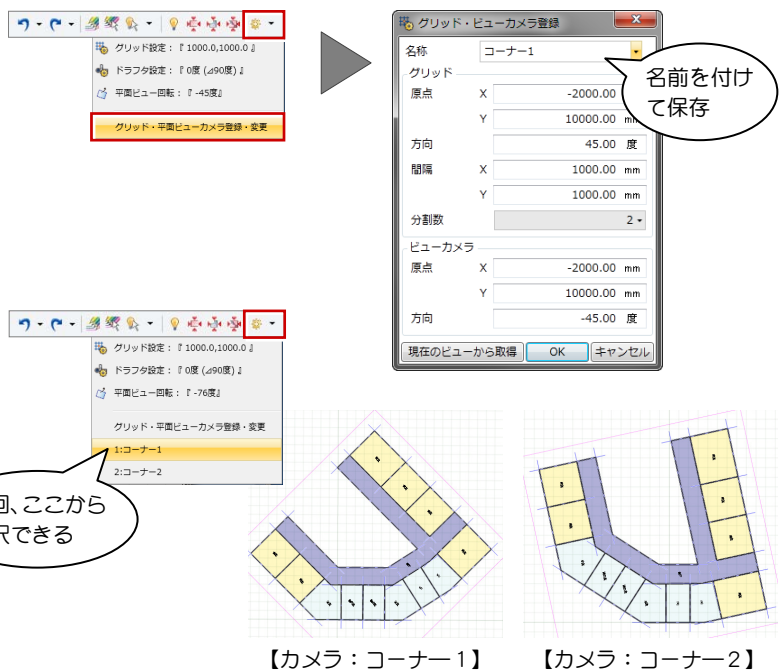 グリッド設定：『 1000.0,1000.0 』
ドラフタ設定：『 0度 (⊿90度) 』
平面ビュー回転：『 -45度』
グリッド・平面ビューカメラ登録・変更
グリッド・ビューカメラ登録
名称 コーナー1
グリッド
原点 X -2000.00
Y 10000.00 mm
方向 45.00 度
間隔 X 1000.00 mm
Y 1000.00 mm
分割数 2
ビューカメラ
原点 X -2000.00 mm
Y 10000.00 mm
方向 -45.00 度
現在のビューから取得 OK キャンセル
名前を付け
て保存
グリッド設定：『 1000.0,1000.0 』
ドラフタ設定：『 0度 (⊿90度) 』
平面ビュー回転：『 -76度』
グリッド・平面ビューカメラ登録・変更
1:コーナー1
2:コーナー2
回、ここから
択できる
【カメラ：コーナー1】
【カメラ：コーナー2】